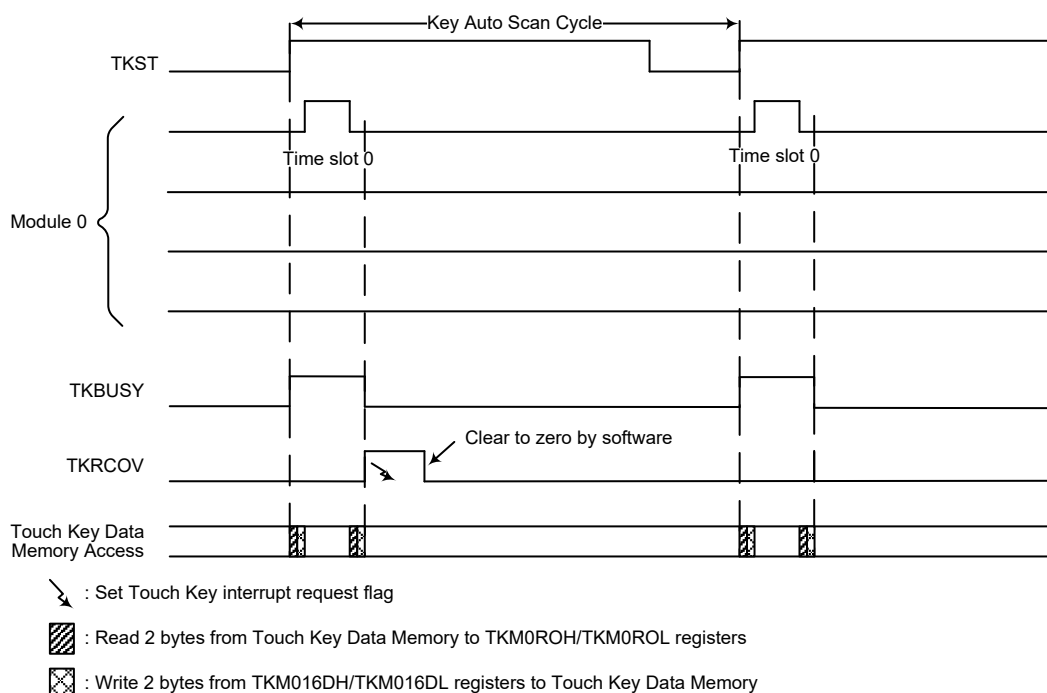 Key Auto Scan Cycle
TKST
Time slot 0
Time slot 0
Module 0
TKBUSY
Clear to zero by software
TKRCOV
Touch Key Data
Memory Access
: Set Touch Key interrupt request flag
: Read 2 bytes from Touch Key Data Memory to TKM0ROH/TKM0ROL registers
: Write 2 bytes from TKM016DH/TKM016DL registers to Touch Key Data Memory